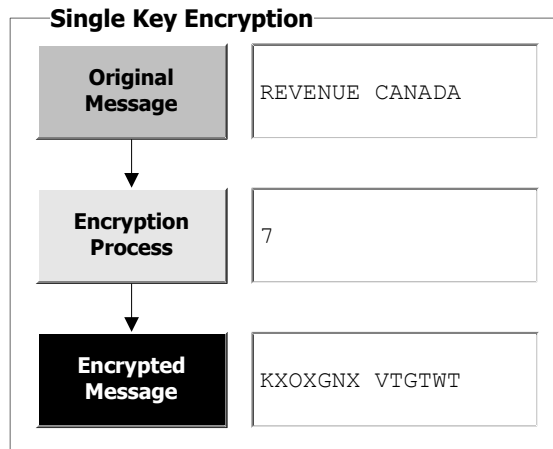 Single Key Encryption
Original
Message
REVENUE CANADA
Encryption
Process
7
Encrypted
Message
KXOXGNX VTGTWT